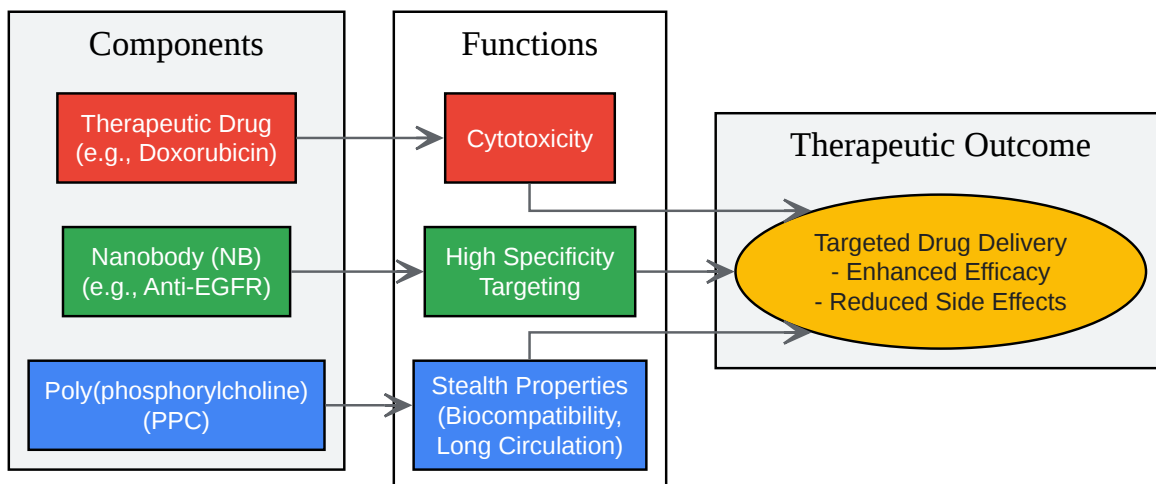 Components
Therapeutic Drug
(e.g., Doxorubicin)
Nanobody (NB)
(e.g., Anti-EGFR)
Poly(phosphorylcholine)
(PPC)
Functions
Cytotoxicity
High Specificity
Targeting
Stealth Properties
(Biocompatibility,
Long Circulation)
Therapeutic Outcome
Targeted Drug Delivery
- Enhanced Efficacy
- Reduced Side Effects